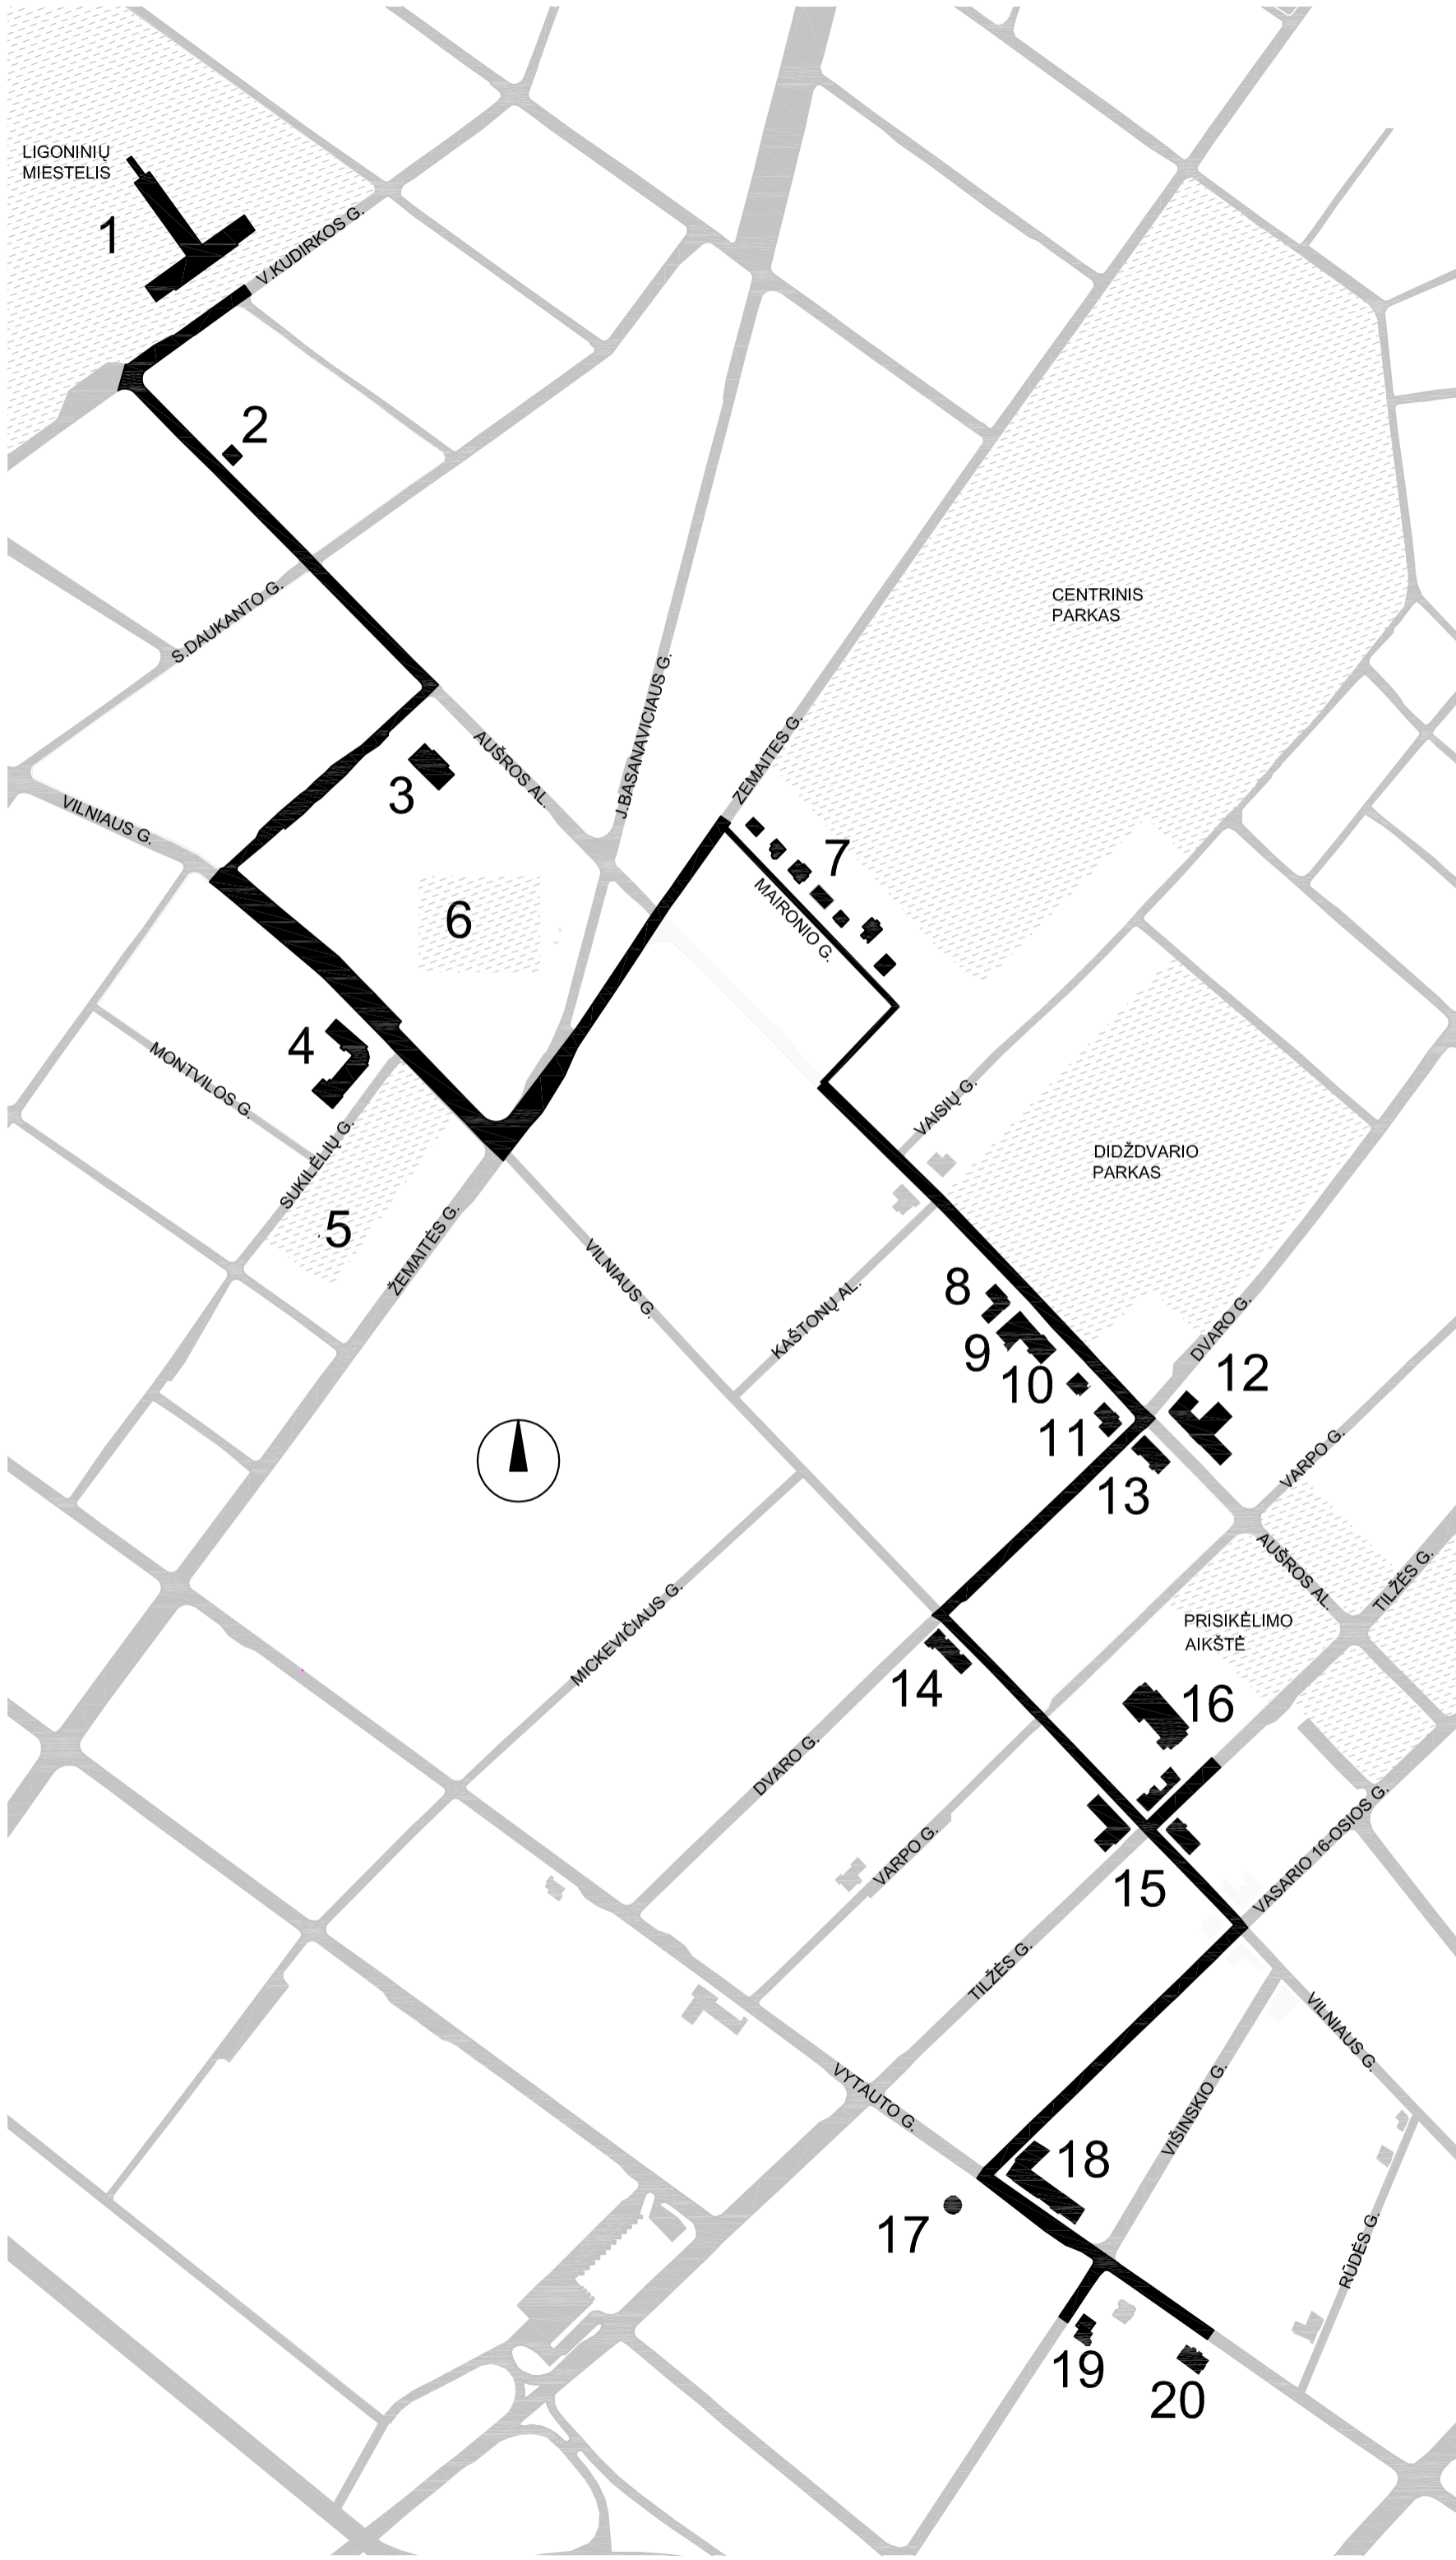 LIGONINIŲ
MIESTELIS
1
V.KUDIRKOS G.
2
S.DAUKANTO G.
CENTRINIS
PARKAS
J.BASANAVICIAUS G.
ZEMAITES G.
AUŠROS AL.
3
VILNIAUS G.
7
MAIRONIO G.
6
4
MONTVILOS G.
SUKILĖLIŲ G.
5
VAISIŲ G.
DIDŽDVARIO
PARKAS
ŽEMAITĖS G.
VILNIAUS G.
KAŠTONŲ AL.
8
9
10
11
DVARO G.
12
13
VARPO G.
AUŠROS AL.
TILŽĖS G.
MICKEVIČIAUS G.
PRISIKĖLIMO
AIKŠTĖ
14
16
DVARO G.
VARPO G.
15
VASARIO 16-OSIOS G.
TILŽĖS G.
VILNIAUS G.
VYTAUTO G.
VIŠINSKIO G.
18
17
RŪDĖS G.
19
20